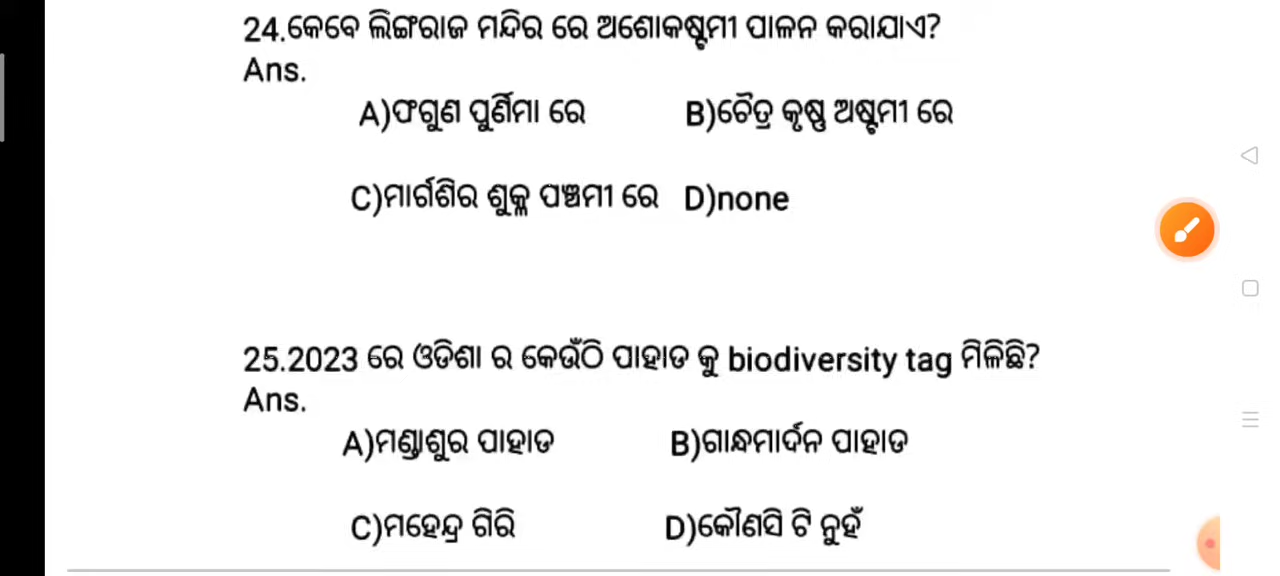 24.କେବେ ଲିଙ୍ଗରାଜ ମନ୍ଦିର ରେ ଅଶୋକଷ୍ଟମୀ ପାଳନ କରାଯାଏ?
Ans.
A)ଫଗୁଣ ପୁର୍ଣିମା ରେ B)ଚୈତ୍ର କୃଷ୍ଣ ଅଷ୍ଟମୀ ରେ
C)ମାର୍ଗଶିର ଶୁକ୍ଳ ପଞ୍ଚମୀ ରେ D)none
25.2023 ରେ ଓଡିଶା ର କେଉଁଠି ପାହାଡ କୁ biodiversity tag ମିଳିଛି?
Ans.
A)ମଣ୍ଡାଶୁର ପାହାଡ B)ଗାନ୍ଧମାର୍ଦନ ପାହାଡ
C)ମହେନ୍ଦ୍ର ଗିରି D)କୌଣସି ଟି ନୁହଁ